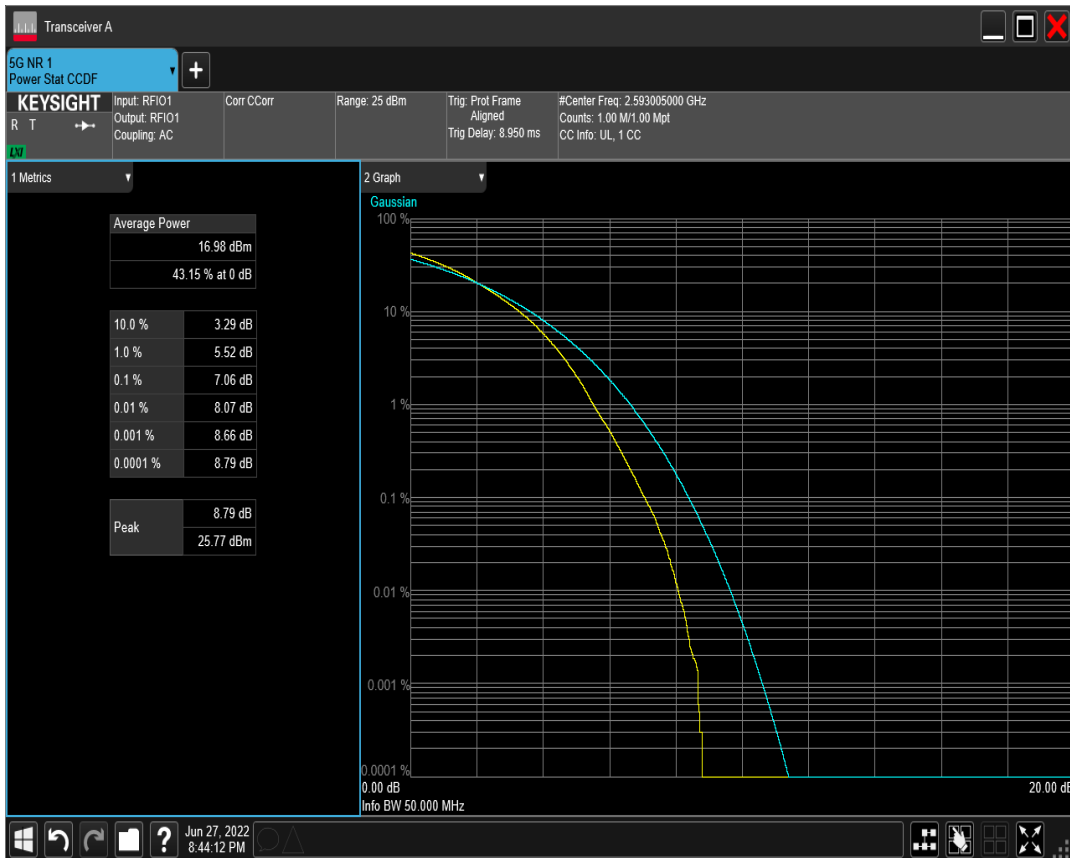 Transceiver A
5G NR 1
Power Stat CCDF
KEYSIGHT
R T
LXI
Input: RFIO1
Output: RFIO1
Coupling: AC
Corr CCorr
Range: 25 dBm
Trig: Prot Frame
Aligned
Trig Delay: 8.950 ms
#Center Freq: 2.593005000 GHz
Counts: 1.00 M/1.00 Mpt
CC Info: UL, 1 CC
1 Metrics
Average Power
16.98 dBm
43.15 % at 0 dB
10.0 % 3.29 dB
1.0 % 5.52 dB
0.1 % 7.06 dB
0.01 % 8.07 dB
0.001 % 8.66 dB
0.0001 % 8.79 dB
Peak
8.79 dB
25.77 dBm
2 Graph
Gaussian
100 %
10 %
1 %
0.1 %
0.01 %
0.001 %
0.0001 %
0.00 dB
20.00 dB
Info BW 50.000 MHz
?
Jun 27, 2022
8:44:12 PM